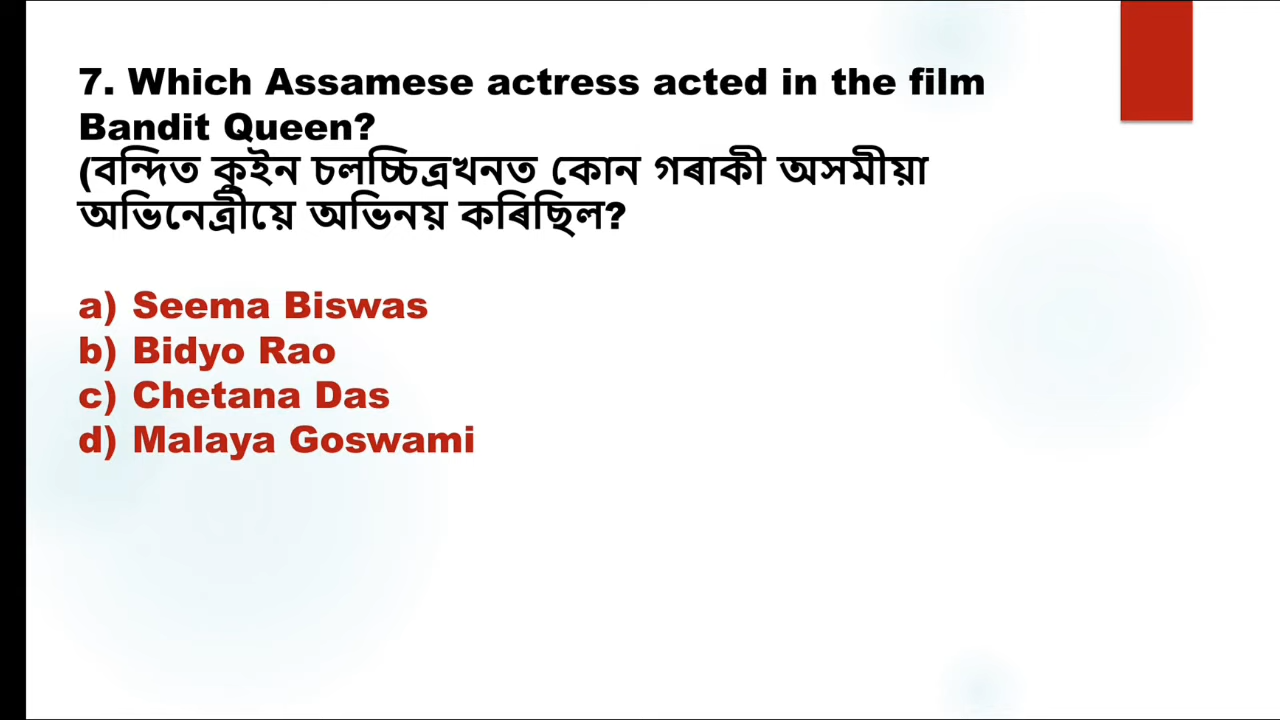 7. Which Assamese actress acted in the film
Bandit Queen?
(বন্দিত কুইন চলচ্চিত্ৰখনত কোন গৰাকী অসমীয়া
অভিনেত্ৰীয়ে অভিনয় কৰিছিল?
a) Seema Biswas
b) Bidyo Rao
c) Chetana Das
d) Malaya Goswami